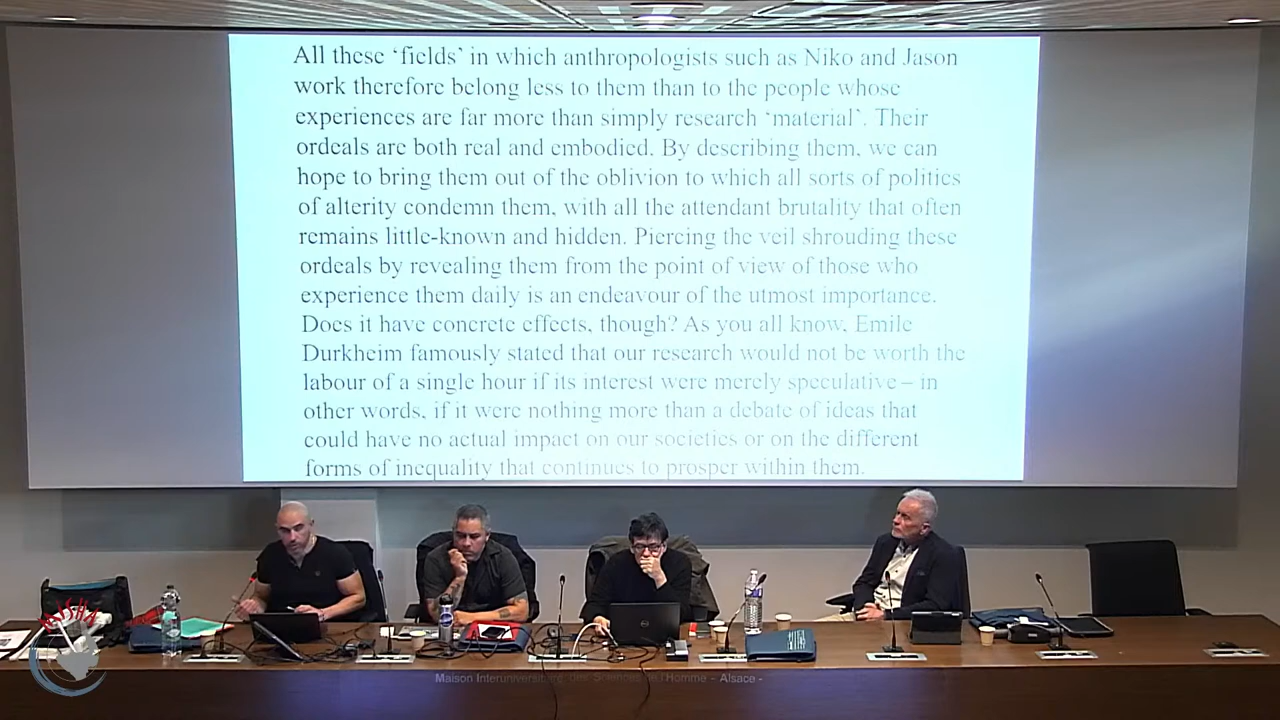 All these ‘fields’ in which anthropologists such as Niko and Jason
work therefore belong less to them than to the people whose
experiences are far more than simply research ‘material’. Their
ordeals are both real and embodied. By describing them, we can
hope to bring them out of the oblivion to which all sorts of politics
of alterity condemn them, with all the attendant brutality that often
remains little-known and hidden. Piercing the veil shrouding these
ordeals by revealing them from the point of view of those who
experience them daily is an endeavour of the utmost importance.
Does it have concrete effects, though? As you all know, Emile
Durkheim famously stated that our research would not be worth the
labour of a single hour if its interest were merely speculative – in
other words, if it were nothing more than a debate of ideas that
could have no actual impact on our societies or on the different
forms of inequality that continues to prosper within them.
MISHA
Maison Interuniversitaire des Sciences de l'Homme - Alsace -